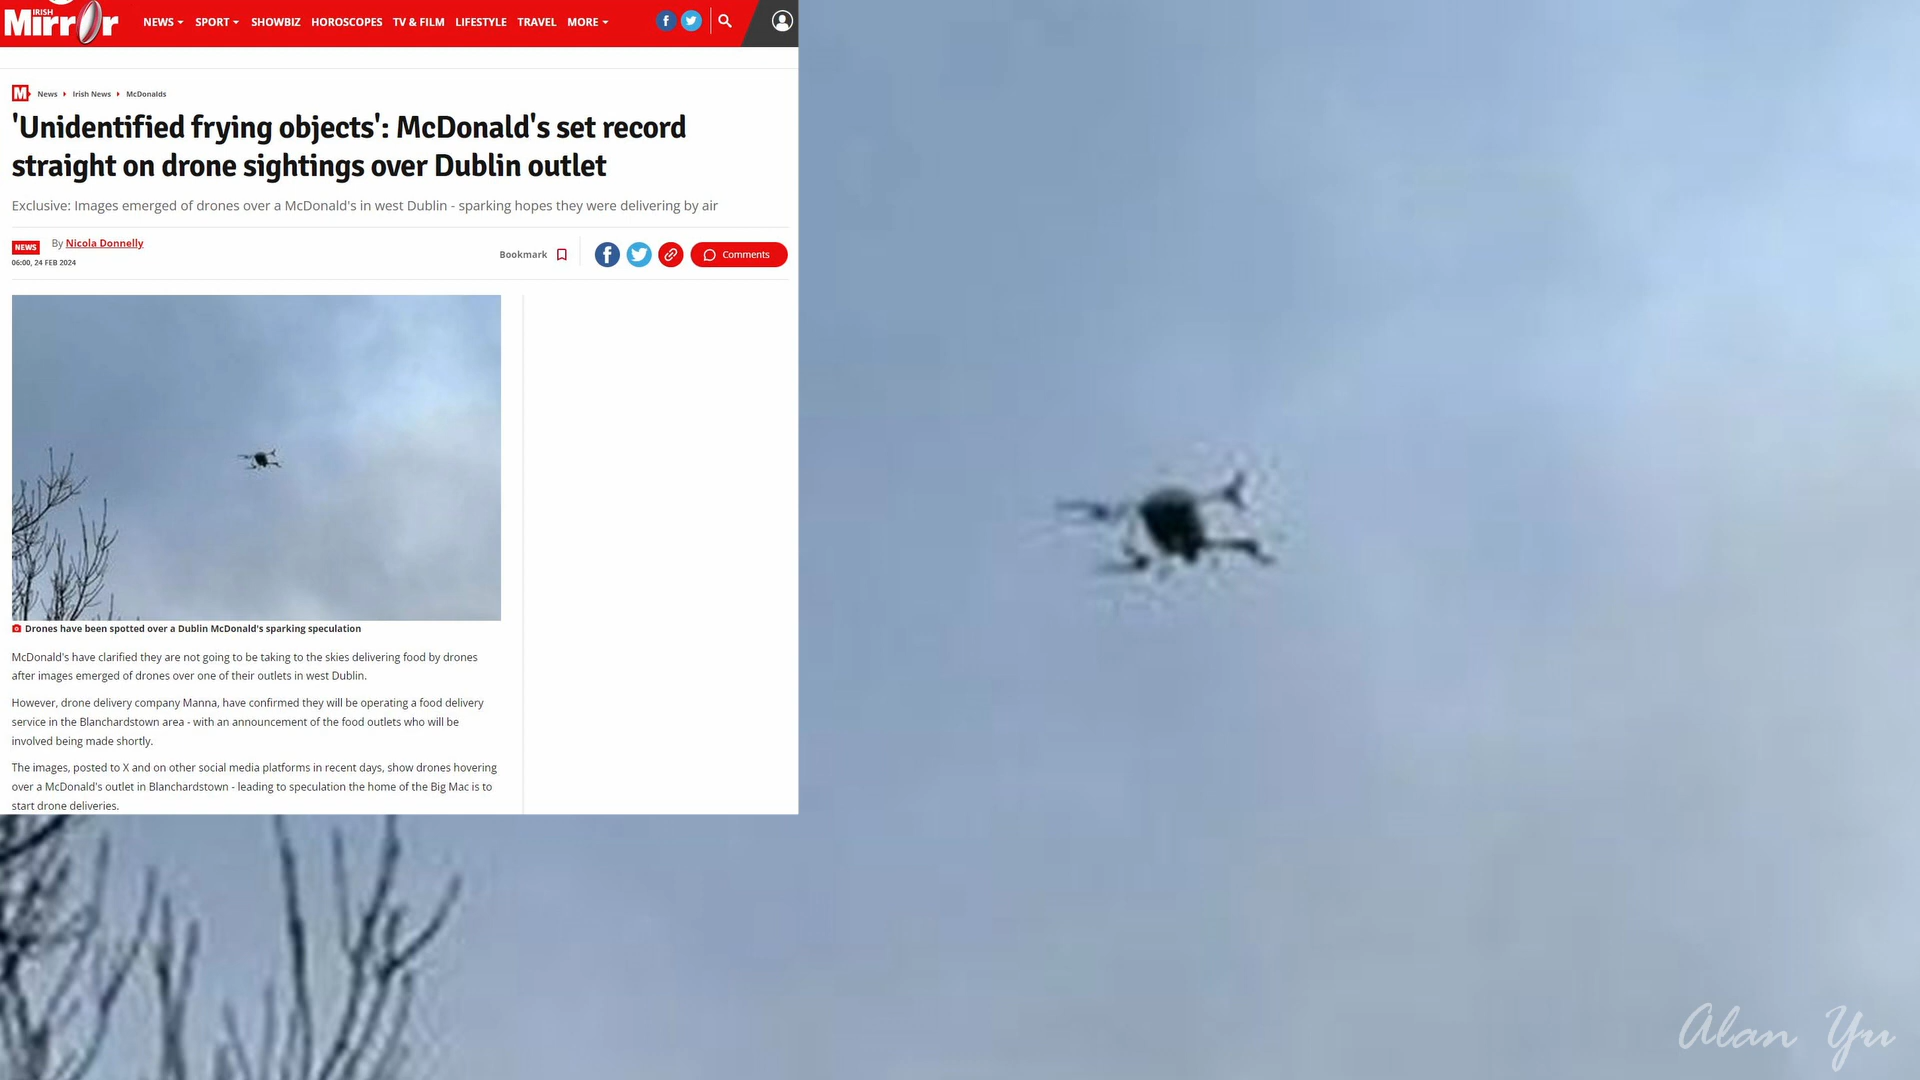 IRISH
Mirror
NEWS SPORT SHOWBIZ HOROSCOPES TV & FILM LIFESTYLE TRAVEL MORE
M News Irish News McDonalds
'Unidentified frying objects': McDonald's set record
straight on drone sightings over Dublin outlet
Exclusive: Images emerged of drones over a McDonald's in west Dublin - sparking hopes they were delivering by air
NEWS By Nicola Donnelly
06:00, 24 FEB 2024
Bookmark
Comments
Drones have been spotted over a Dublin McDonald's sparking speculation
McDonald's have clarified they are not going to be taking to the skies delivering food by drones
after images emerged of drones over one of their outlets in west Dublin.
However, drone delivery company Manna, have confirmed they will be operating a food delivery
service in the Blanchardstown area - with an announcement of the food outlets who will be
involved being made shortly.
The images, posted to X and on other social media platforms in recent days, show drones hovering
over a McDonald's outlet in Blanchardstown - leading to speculation the home of the Big Mac is to
start drone deliveries.
Alan Yu